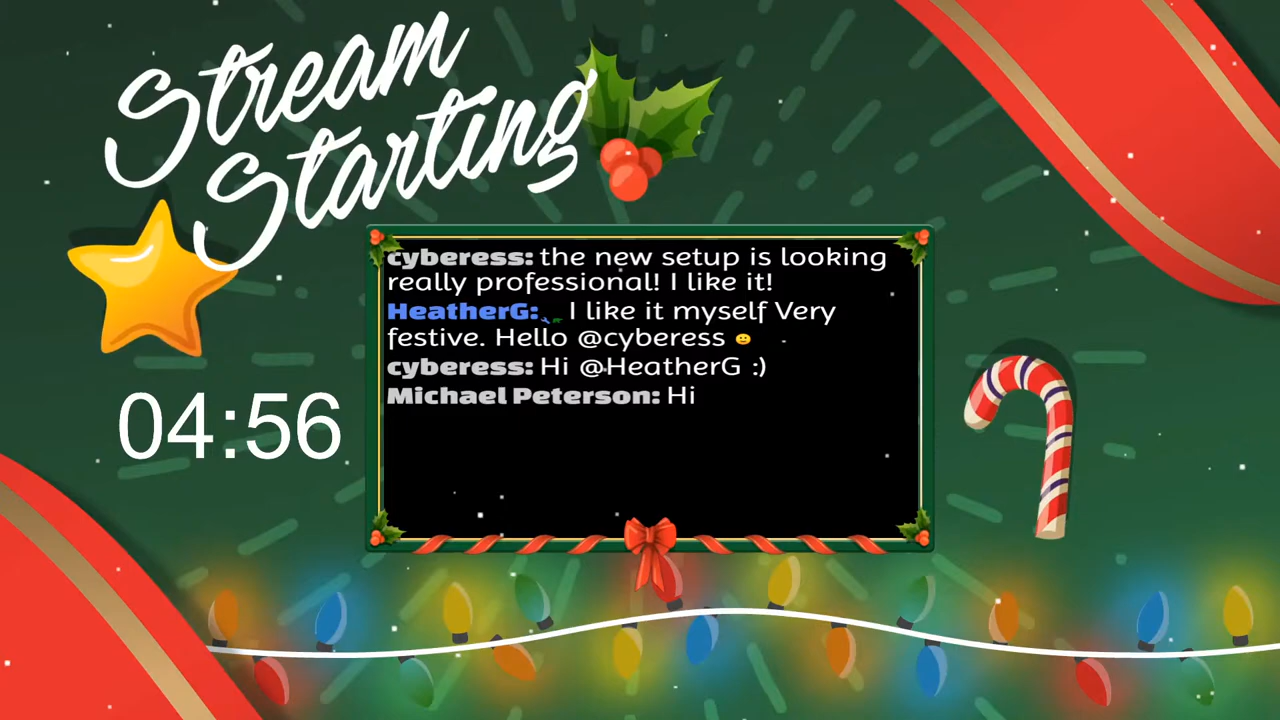 Stream
Starting
cyberess: the new setup is looking
really professional! I like it!
HeatherG: I like it myself Very
festive. Hello @cyberess
cyberess: Hi @HeatherG :)
Michael Peterson: Hi
04:56